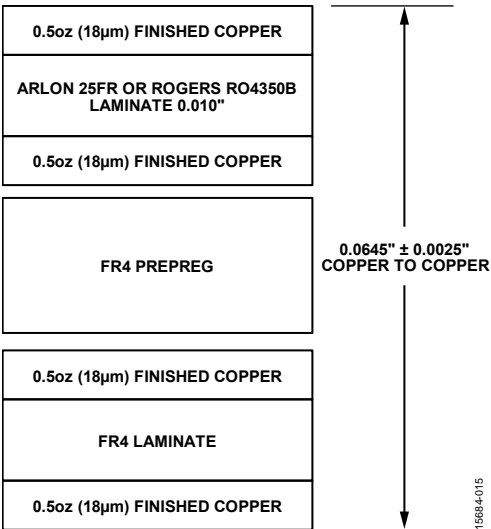 0.5oz (18µm) FINISHED COPPER
ARLON 25FR OR ROGERS RO4350B
LAMINATE 0.010"
0.5oz (18µm) FINISHED COPPER
FR4 PREPREG
0.0645" ± 0.0025"
COPPER TO COPPER
0.5oz (18µm) FINISHED COPPER
FR4 LAMINATE
0.5oz (18µm) FINISHED COPPER
15684-015